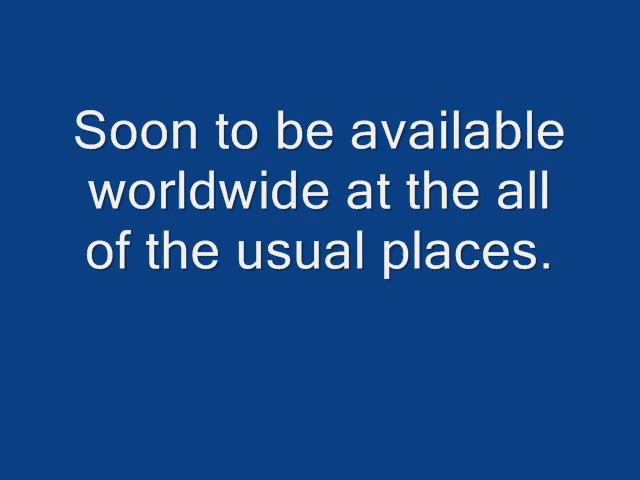 Soon to be available
worldwide at the all
of the usual places.